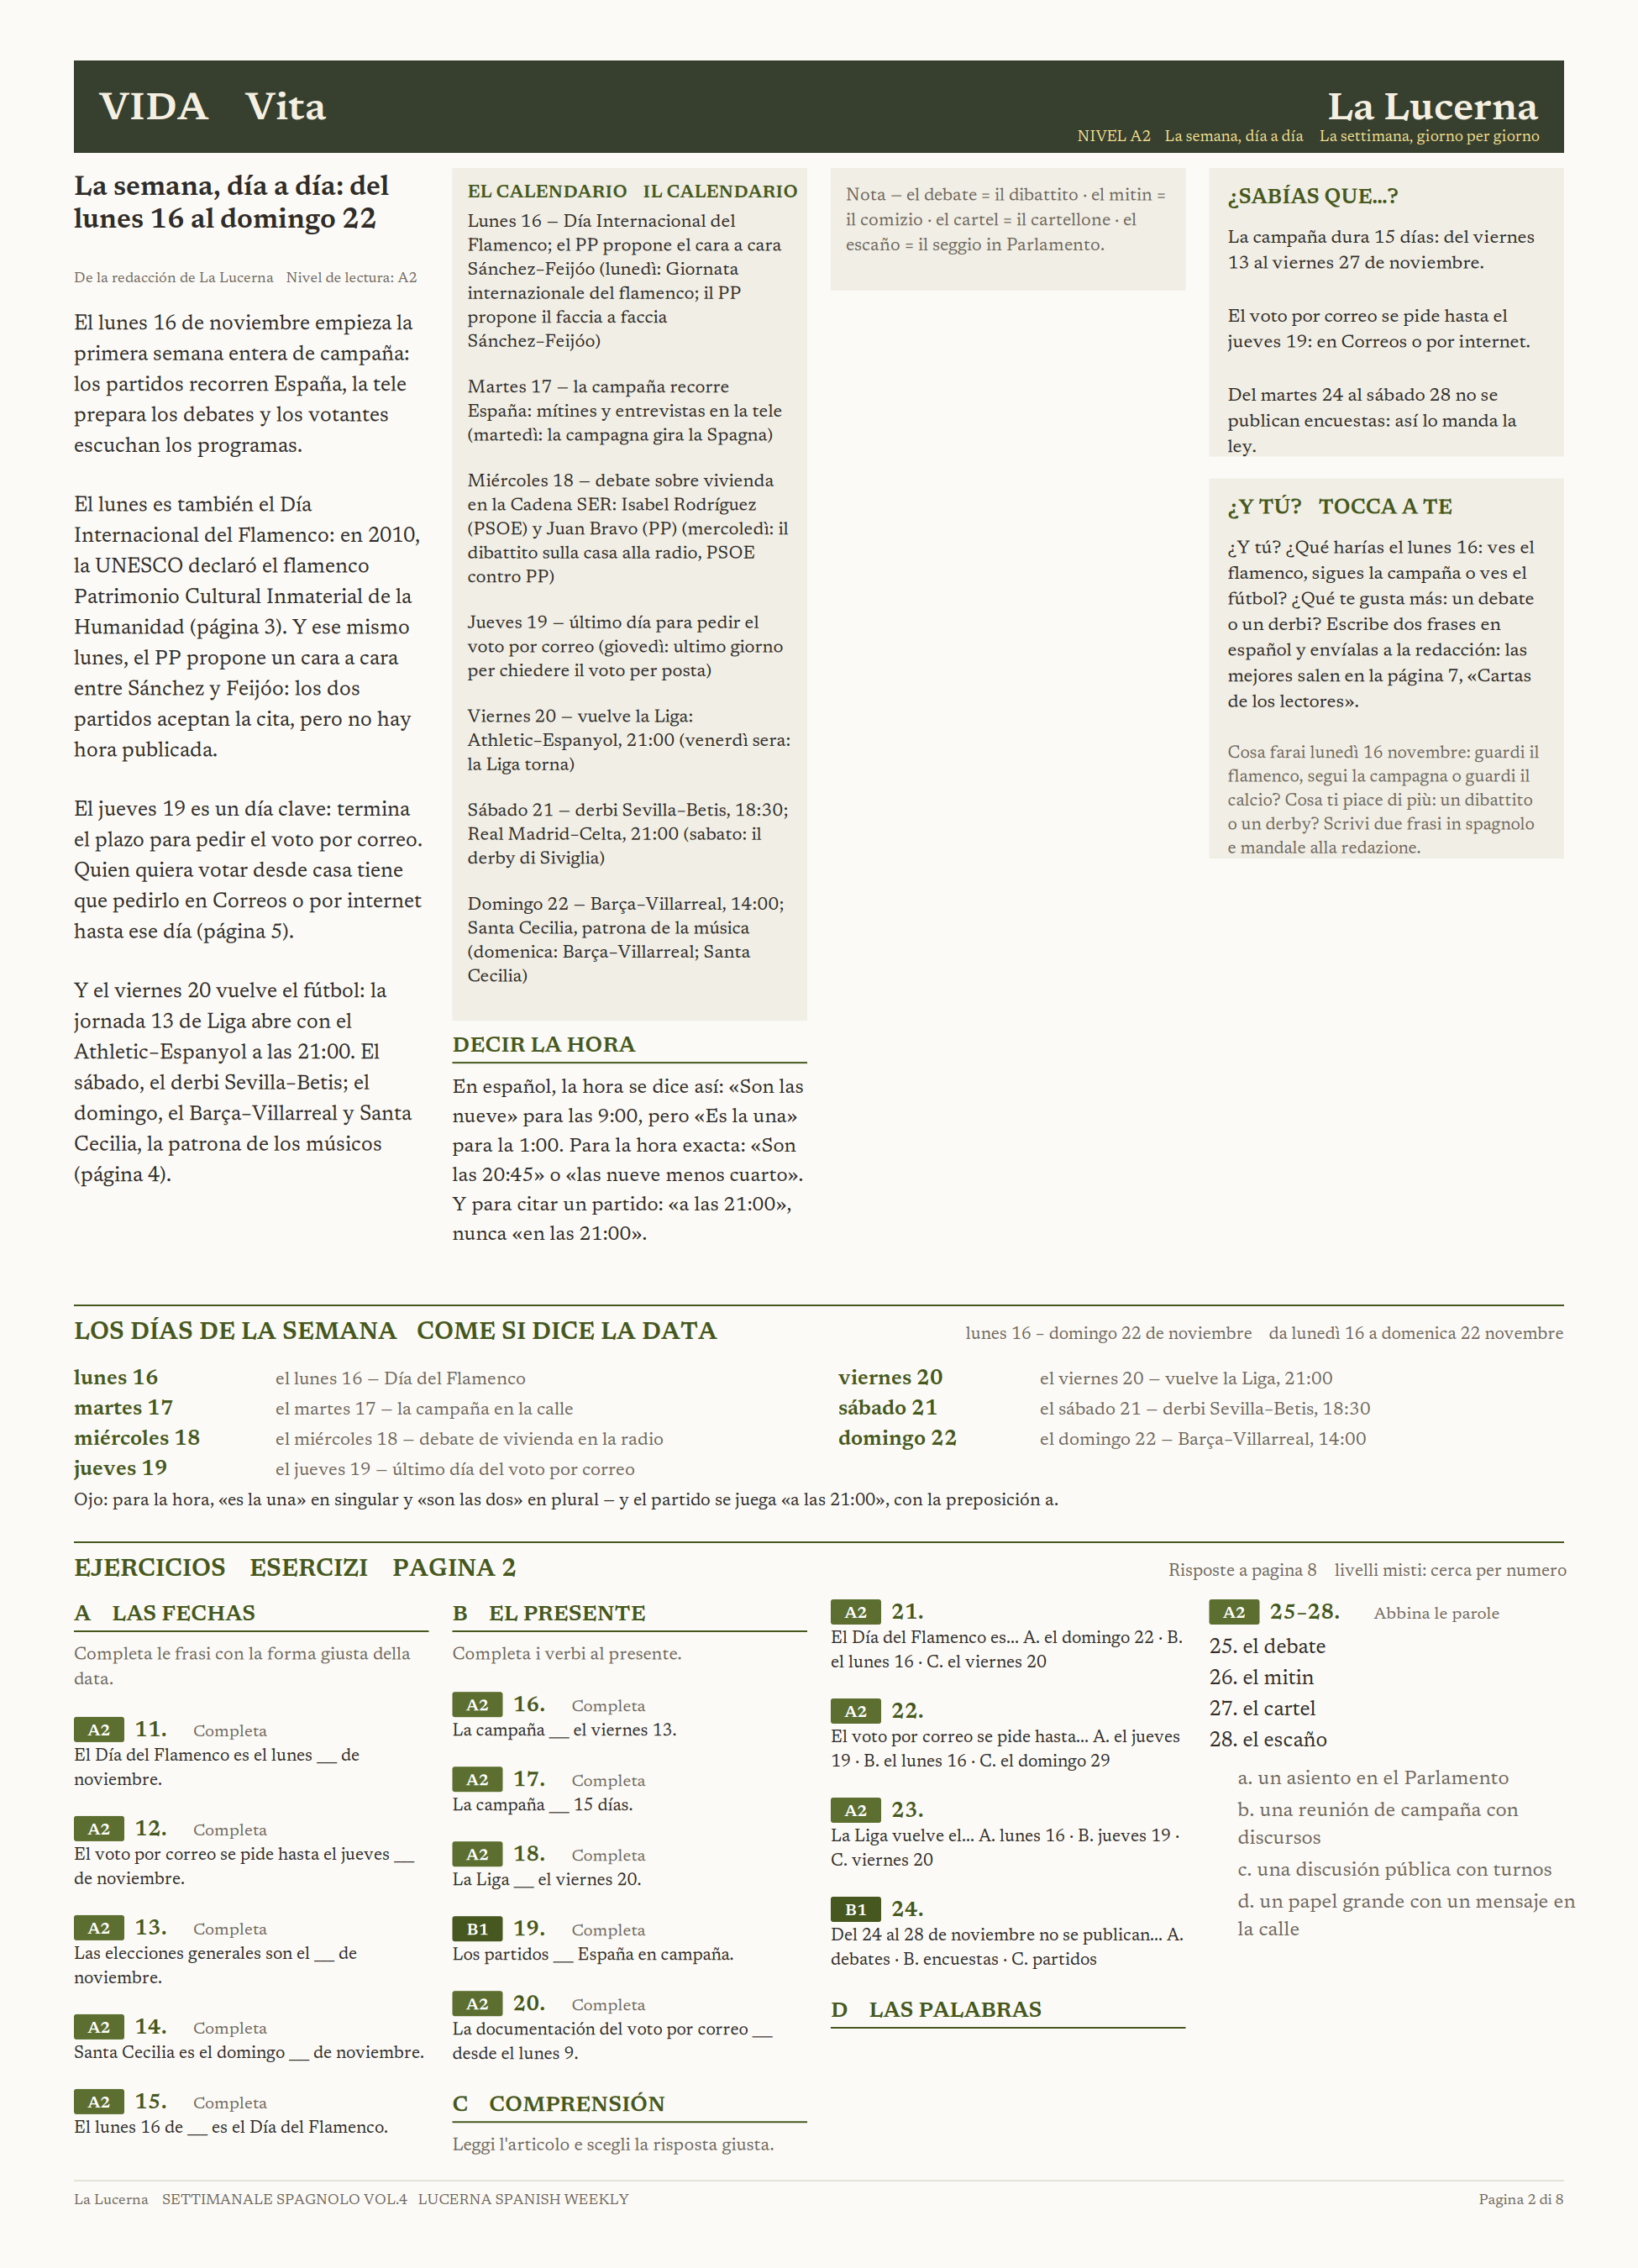 VIDA Vita
La Lucerna
NIVEL A2 La semana, día a día La settimana, giorno per giorno
La semana, día a día: del
lunes 16 al domingo 22
De la redacción de La Lucerna Nivel de lectura: A2
El lunes 16 de noviembre empieza la
primera semana entera de campaña:
los partidos recorren España, la tele
prepara los debates y los votantes
escuchan los programas.
El lunes es también el Día
Internacional del Flamenco: en 2010,
la UNESCO declaró el flamenco
Patrimonio Cultural Inmaterial de la
Humanidad (página 3). Y ese mismo
lunes, el PP propone un cara a cara
entre Sánchez y Feijóo: los dos
partidos aceptan la cita, pero no hay
hora publicada.
El jueves 19 es un día clave: termina
el plazo para pedir el voto por correo.
Quien quiera votar desde casa tiene
que pedirlo en Correos o por internet
hasta ese día (página 5).
Y el viernes 20 vuelve el fútbol: la
jornada 13 de Liga abre con el
Athletic–Espanyol a las 21:00. El
sábado, el derbi Sevilla–Betis; el
domingo, el Barça–Villarreal y Santa
Cecilia, la patrona de los músicos
(página 4).
EL CALENDARIO IL CALENDARIO
Lunes 16 — Día Internacional del
Flamenco; el PP propone el cara a cara
Sánchez–Feijóo (lunedì: Giornata
internazionale del flamenco; il PP
propone il faccia a faccia
Sánchez–Feijóo)
Martes 17 — la campaña recorre
España: mítines y entrevistas en la tele
(martedì: la campagna gira la Spagna)
Miércoles 18 — debate sobre vivienda
en la Cadena SER: Isabel Rodríguez
(PSOE) y Juan Bravo (PP) (mercoledì: il
dibattito sulla casa alla radio, PSOE
contro PP)
Jueves 19 — último día para pedir el
voto por correo (giovedì: ultimo giorno
per chiedere il voto per posta)
Viernes 20 — vuelve la Liga:
Athletic–Espanyol, 21:00 (venerdì sera:
la Liga torna)
Sábado 21 — derbi Sevilla–Betis, 18:30;
Real Madrid–Celta, 21:00 (sabato: il
derby di Siviglia)
Domingo 22 — Barça–Villarreal, 14:00;
Santa Cecilia, patrona de la música
(domenica: Barça–Villarreal; Santa
Cecilia)
DECIR LA HORA
En español, la hora se dice así: «Son las
nueve» para las 9:00, pero «Es la una»
para la 1:00. Para la hora exacta: «Son
las 20:45» o «las nueve menos cuarto».
Y para citar un partido: «a las 21:00»,
nunca «en las 21:00».
Nota — el debate = il dibattito · el mitin =
il comizio · el cartel = il cartellone · el
escaño = il seggio in Parlamento.
¿SABÍAS QUE…?
La campaña dura 15 días: del viernes
13 al viernes 27 de noviembre.
El voto por correo se pide hasta el
jueves 19: en Correos o por internet.
Del martes 24 al sábado 28 no se
publican encuestas: así lo manda la
ley.
¿Y TÚ? TOCCA A TE
¿Y tú? ¿Qué harías el lunes 16: ves el
flamenco, sigues la campaña o ves el
fútbol? ¿Qué te gusta más: un debate
o un derbi? Escribe dos frases en
español y envíalas a la redacción: las
mejores salen en la página 7, «Cartas
de los lectores».
Cosa farai lunedì 16 novembre: guardi il
flamenco, segui la campagna o guardi il
calcio? Cosa ti piace di più: un dibattito
o un derby? Scrivi due frasi in spagnolo
e mandale alla redazione.
LOS DÍAS DE LA SEMANA COME SI DICE LA DATA
lunes 16 – domingo 22 de noviembre da lunedì 16 a domenica 22 novembre
lunes 16 el lunes 16 — Día del Flamenco
martes 17 el martes 17 — la campaña en la calle
miércoles 18 el miércoles 18 — debate de vivienda en la radio
jueves 19 el jueves 19 — último día del voto por correo
viernes 20 el viernes 20 — vuelve la Liga, 21:00
sábado 21 el sábado 21 — derbi Sevilla–Betis, 18:30
domingo 22 el domingo 22 — Barça–Villarreal, 14:00
Ojo: para la hora, «es la una» en singular y «son las dos» en plural — y el partido se juega «a las 21:00», con la preposición a.
EJERCICIOS ESERCIZI PAGINA 2
Risposte a pagina 8 livelli misti: cerca per numero
A LAS FECHAS
Completa le frasi con la forma giusta della
data.
A2 11. Completa
El Día del Flamenco es el lunes __ de
noviembre.
A2 12. Completa
El voto por correo se pide hasta el jueves __
de noviembre.
A2 13. Completa
Las elecciones generales son el __ de
noviembre.
A2 14. Completa
Santa Cecilia es el domingo __ de noviembre.
A2 15. Completa
El lunes 16 de __ es el Día del Flamenco.
B EL PRESENTE
Completa i verbi al presente.
A2 16. Completa
La campaña __ el viernes 13.
A2 17. Completa
La campaña __ 15 días.
A2 18. Completa
La Liga __ el viernes 20.
B1 19. Completa
Los partidos __ España en campaña.
A2 20. Completa
La documentación del voto por correo __
desde el lunes 9.
C COMPRENSIÓN
Leggi l'articolo e scegli la risposta giusta.
A2 21.
El Día del Flamenco es… A. el domingo 22 · B.
el lunes 16 · C. el viernes 20
A2 22.
El voto por correo se pide hasta… A. el jueves
19 · B. el lunes 16 · C. el domingo 29
A2 23.
La Liga vuelve el… A. lunes 16 · B. jueves 19 ·
C. viernes 20
B1 24.
Del 24 al 28 de noviembre no se publican… A.
debates · B. encuestas · C. partidos
D LAS PALABRAS
A2 25–28. Abbina le parole
25. el debate
26. el mitin
27. el cartel
28. el escaño
a. un asiento en el Parlamento
b. una reunión de campaña con
discursos
c. una discusión pública con turnos
d. un papel grande con un mensaje en
la calle
La Lucerna SETTIMANALE SPAGNOLO VOL.4 LUCERNA SPANISH WEEKLY
Pagina 2 di 8